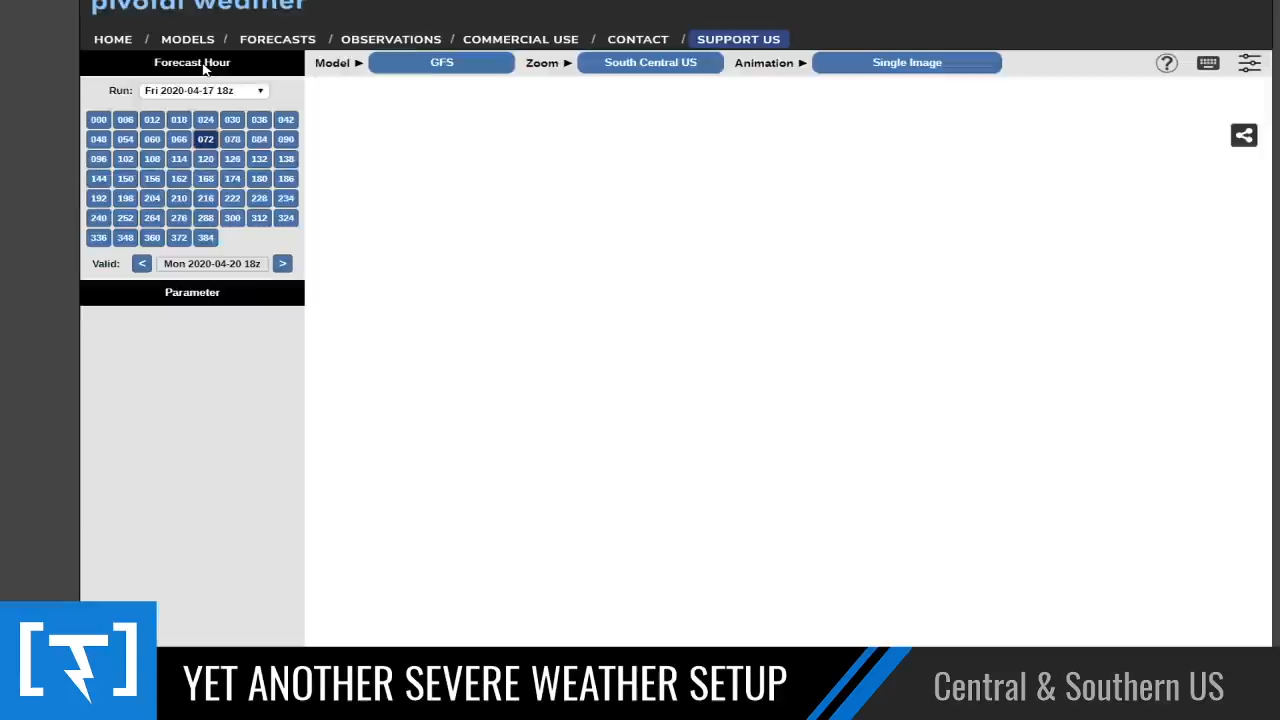 pivotal weather
HOME / MODELS / FORECASTS / OBSERVATIONS / COMMERCIAL USE / CONTACT / SUPPORT US
Forecast Hour
Model ► GFS Zoom ► South Central US Animation ► Single Image
Run: Fri 2020-04-17 18z
000 006 012 018 024 030 036 042
048 054 060 066 072 078 084 090
096 102 108 114 120 126 132 138
144 150 156 162 168 174 180 186
192 198 204 210 216 222 228 234
240 252 264 276 288 300 312 324
336 348 360 372 384
Valid: < Mon 2020-04-20 18z >
Parameter
YET ANOTHER SEVERE WEATHER SETUP
Central & Southern US